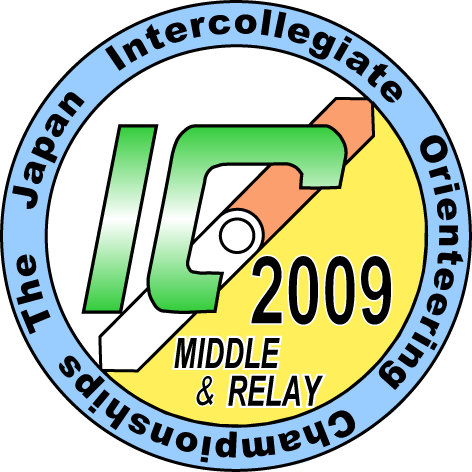 The Japan Intercollegiate Orienteering Championships
IC
2009
MIDDLE
& RELAY